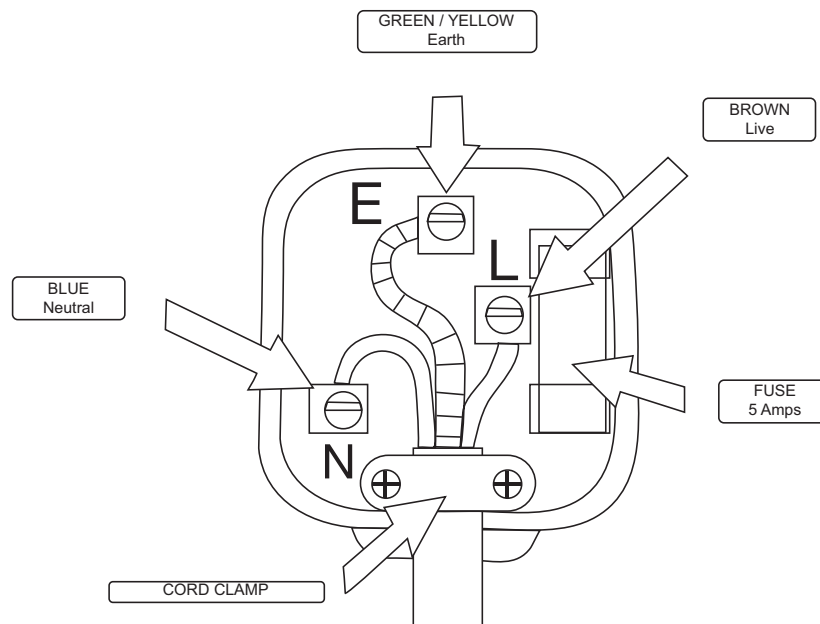 GREEN / YELLOW
Earth
BROWN
Live
E
L
BLUE
Neutral
FUSE
5 Amps
N
CORD CLAMP